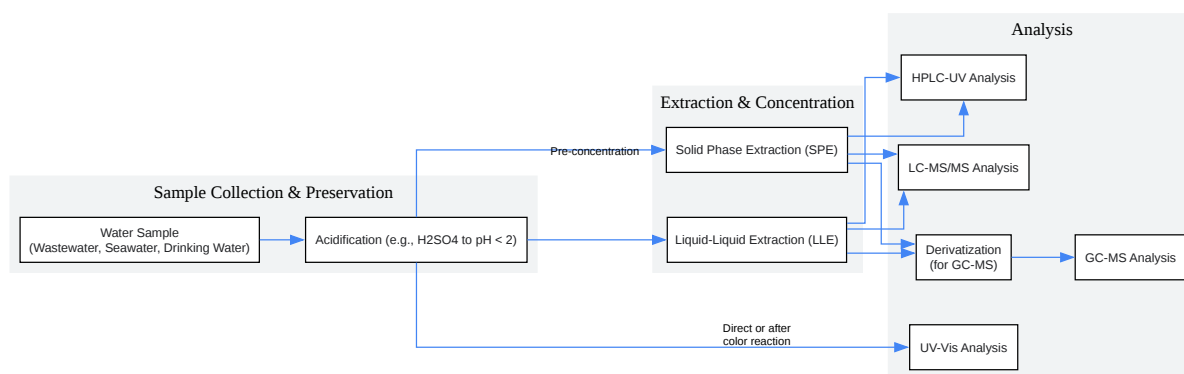 Analysis
HPLC-UV Analysis
Extraction & Concentration
Pre-concentration
Solid Phase Extraction (SPE)
LC-MS/MS Analysis
Sample Collection & Preservation
Water Sample
(Wastewater, Seawater, Drinking Water)
Acidification (e.g., H2SO4 to pH < 2)
Liquid-Liquid Extraction (LLE)
Derivatization
(for GC-MS)
GC-MS Analysis
Direct or after
color reaction
UV-Vis Analysis